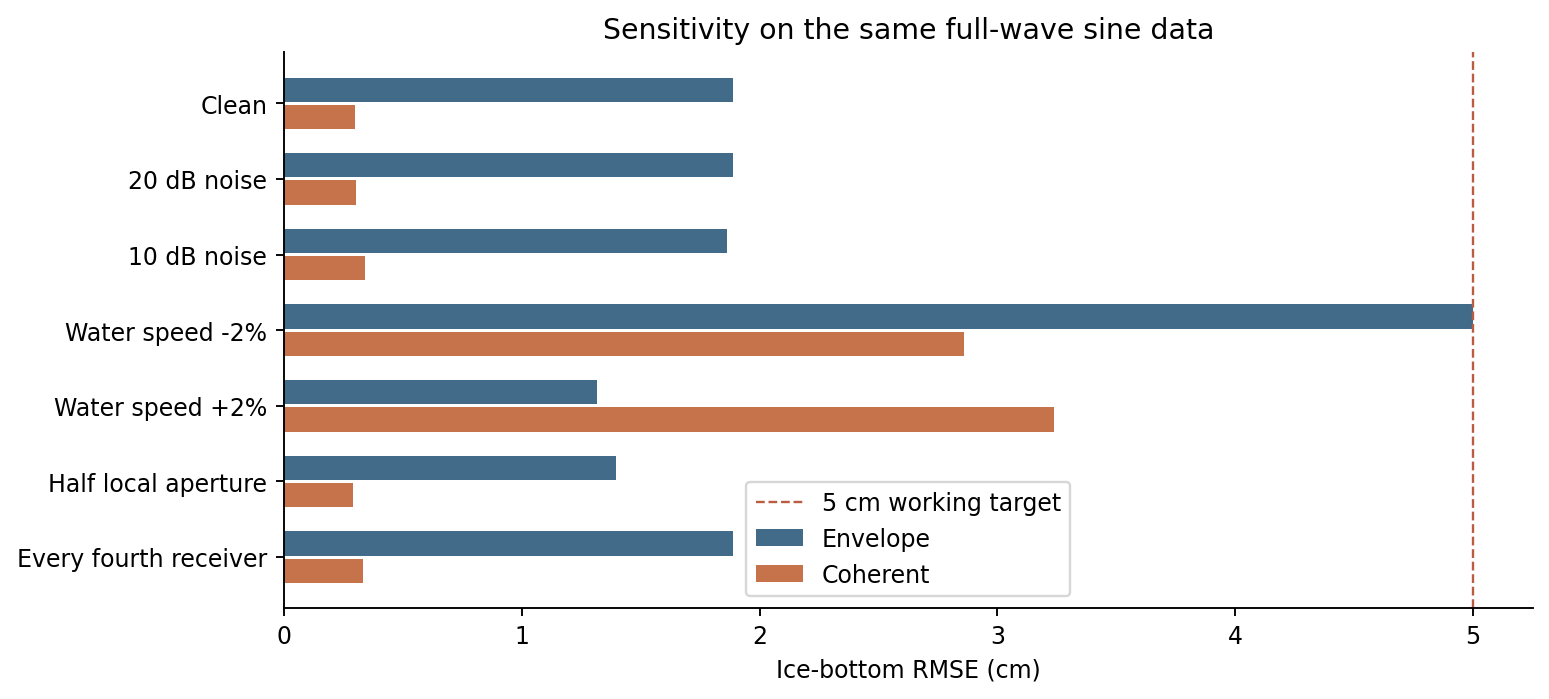 Sensitivity on the same full-wave sine data
Clean
20 dB noise
10 dB noise
Water speed -2%
Water speed +2%
Half local aperture
Every fourth receiver
5 cm working target
Envelope
Coherent
0 1 2 3 4 5
Ice-bottom RMSE (cm)